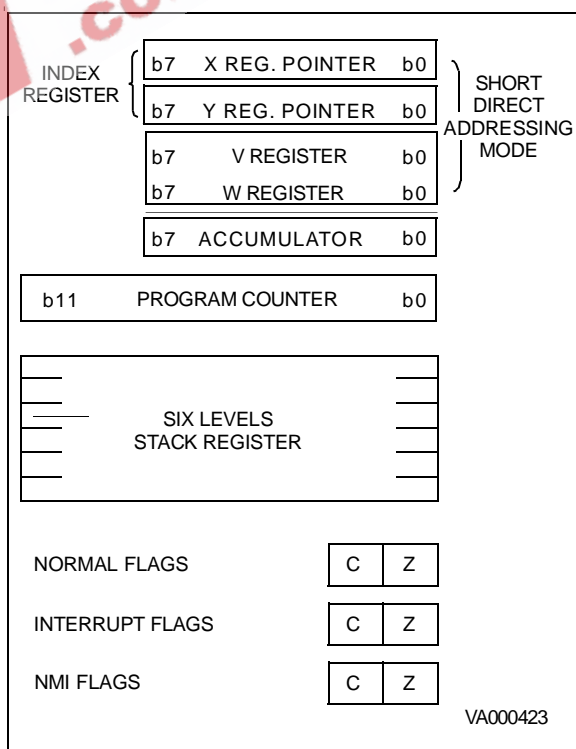 .co
INDEX
REGISTER
b7 X REG. POINTER b0
b7 Y REG. POINTER b0
b7 V REGISTER b0
b7 W REGISTER b0
SHORT
DIRECT
ADDRESSING
MODE
b7 ACCUMULATOR b0
b11 PROGRAM COUNTER b0
SIX LEVELS
STACK REGISTER
NORMAL FLAGS C Z
INTERRUPT FLAGS C Z
NMI FLAGS C Z
VA000423